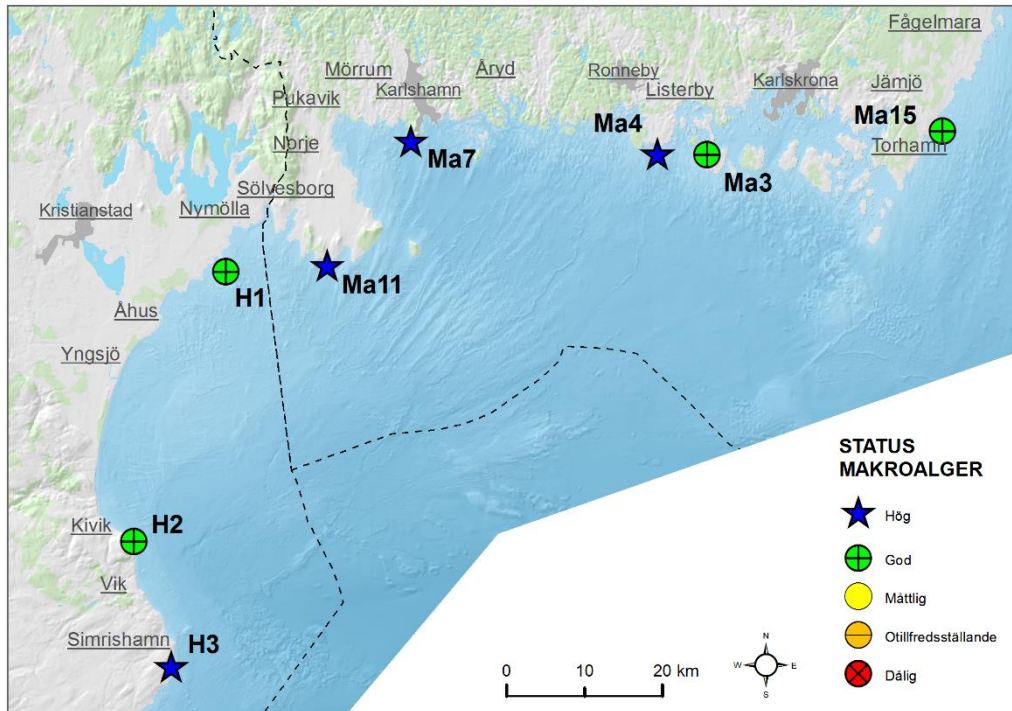 Fågelmara
Mörrum
Åryd
Ronneby
Karlskrona
Jämjö
Pukavik
Karlshamn
Listerby
Ma4
Ma15
Norje
Ma7
Torhamn
Ma3
Sölvesborg
Kristianstad
Nymölla
H1
Ma11
Åhus
Yngsjö
STATUS
MAKROALGER
Hög
God
Måttlig
Otillfredsställande
Dålig
Kivik
H2
Vik
Simrishamn
H3
0 10 20 km
N
W E
S